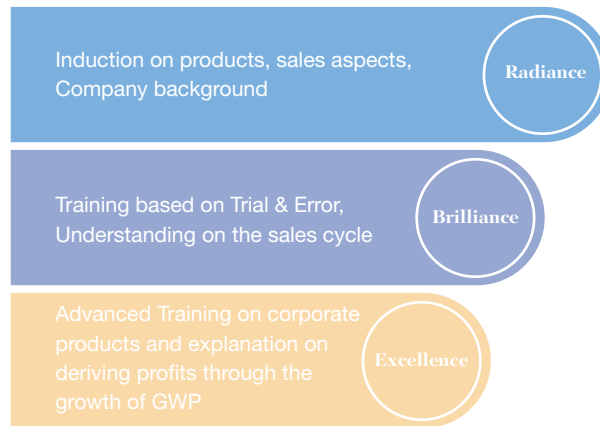 Induction on products, sales aspects,
Company background
Radiance
Training based on Trial & Error,
Understanding on the sales cycle
Brilliance
Advanced Training on corporate
products and explanation on
deriving profits through the
growth of GWP
Excellence